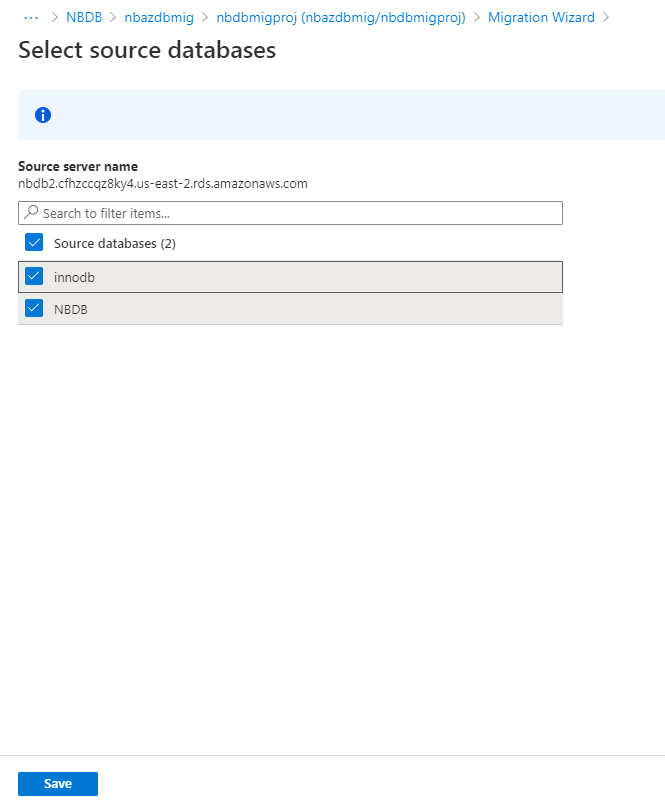 ··· > NBDB > nbazdbmig > nbdbmigproj (nbazdbmig/nbdbmigproj) > Migration Wizard >
Select source databases
Source server name
nbdb2.cfhzccqz8ky4.us-east-2.rds.amazonaws.com
Search to filter items...
Source databases (2)
innodb
NBDB
Save